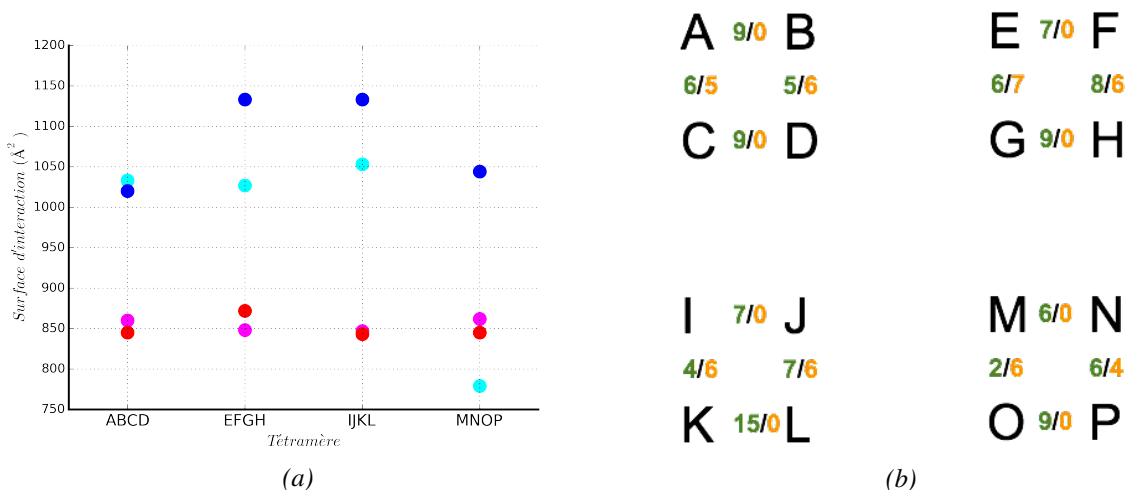 1200
1150
1100
1050
1000
950
900
850
800
750
Surface d'interaction (Å²)
ABCD EFGH IJKL MNOP
Tétramère
(a)
A 9/0 B
6/5 5/6
C 9/0 D
E 7/0 F
6/7 8/6
G 9/0 H
I 7/0 J
4/6 7/6
K 15/0 L
M 6/0 N
2/6 6/4
O 9/0 P
(b)